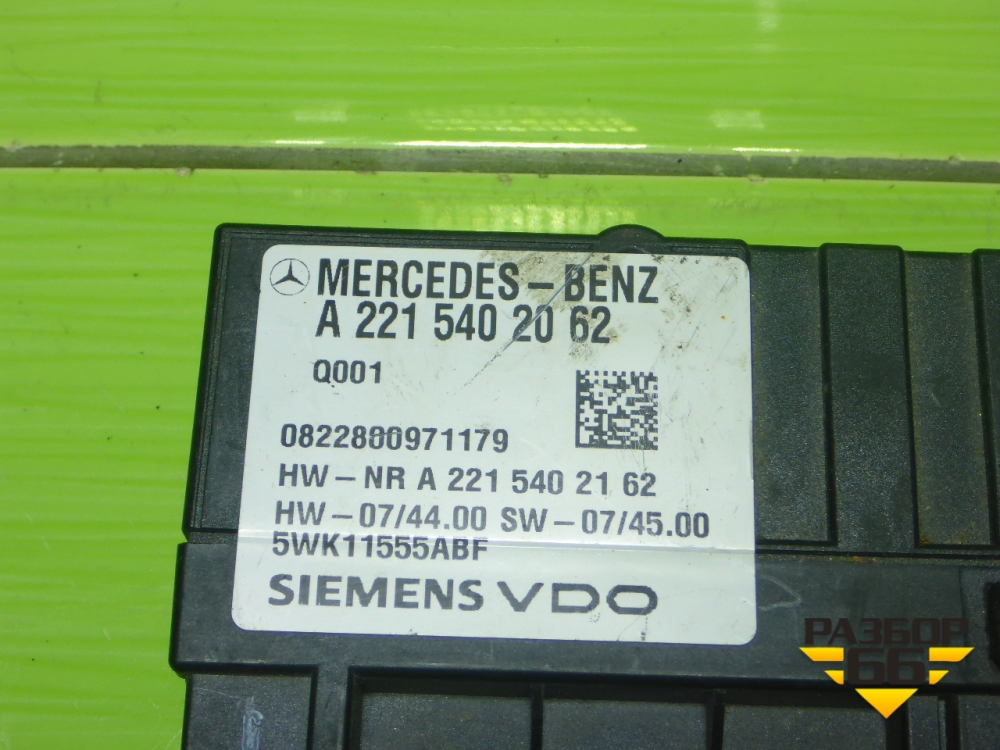 MERCEDES-BENZ
A 221 540 20 62
Q001
0822800971179
HW-NR A 221 540 21 62
HW-07/44.00 SW-07/45.00
5WK11555ABF
SIEMENS VDO
РАЗБОР
66